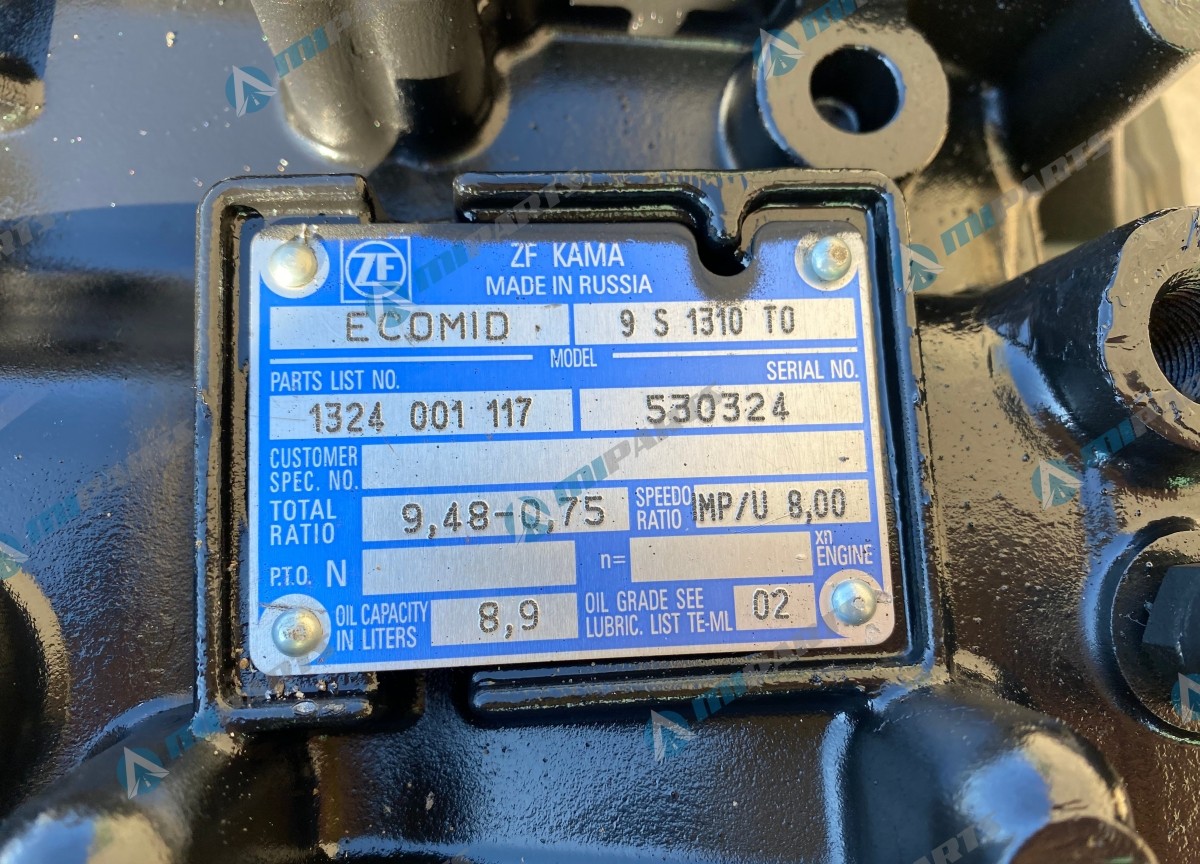 ZF
ZF KAMA
MADE IN RUSSIA
ECOMID 9 S 1310 TO
MODEL
PARTS LIST NO. SERIAL NO.
1324 001 117 530324
CUSTOMER
SPEC. NO.
TOTAL
RATIO
9,48-0,75
SPEEDO
RATIO
IMP/U 8,00
P.T.O. N
n=
xn
ENGINE
OIL CAPACITY
IN LITERS
8,9
OIL GRADE SEE
LUBRIC. LIST TE-ML
02
MIPARTS